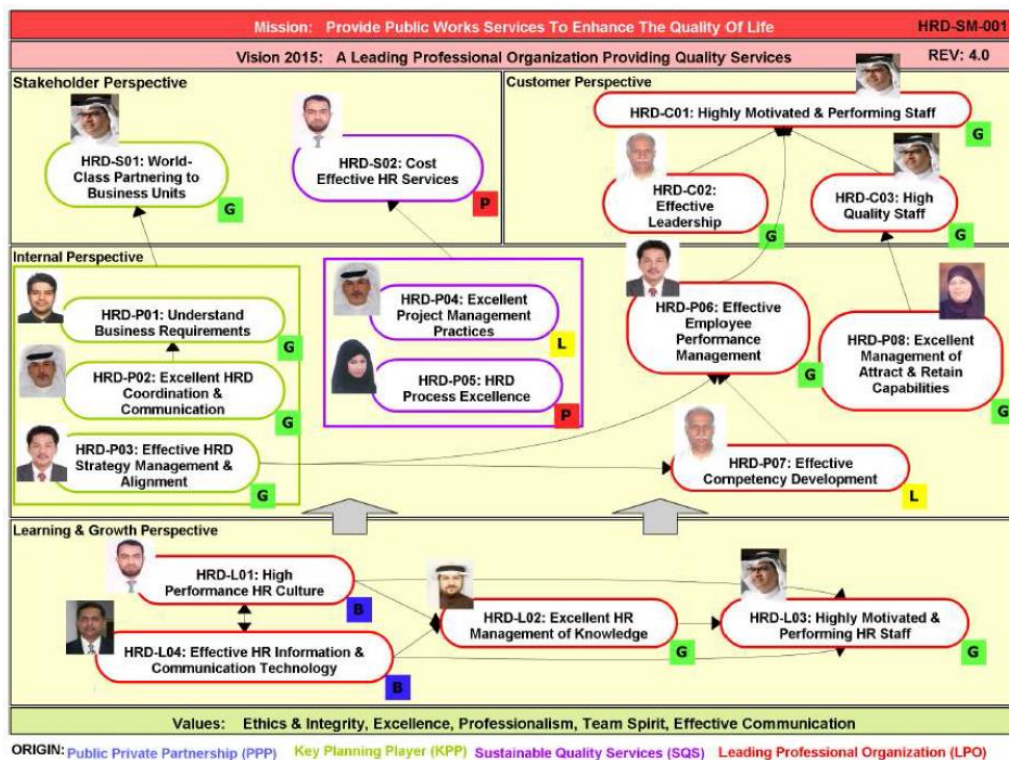 Mission: Provide Public Works Services To Enhance The Quality Of Life
HRD-SM-001
Vision 2015: A Leading Professional Organization Providing Quality Services
REV: 4.0
Stakeholder Perspective
HRD-S01: World-
Class Partnering to
Business Units
G
HRD-S02: Cost
Effective HR Services
P
Customer Perspective
HRD-C01: Highly Motivated & Performing Staff
G
HRD-C02:
Effective
Leadership
G
HRD-C03: High
Quality Staff
G
Internal Perspective
HRD-P01: Understand
Business Requirements
G
HRD-P02: Excellent HRD
Coordination &
Communication
G
HRD-P03: Effective HRD
Strategy Management &
Alignment
G
HRD-P04: Excellent
Project Management
Practices
L
HRD-P05: HRD
Process Excellence
P
HRD-P06: Effective
Employee
Performance
Management
G
HRD-P08: Excellent
Management of
Attract & Retain
Capabilities
G
HRD-P07: Effective
Competency Development
L
Learning & Growth Perspective
HRD-L01: High
Performance HR Culture
B
HRD-L04: Effective HR Information &
Communication Technology
B
HRD-L02: Excellent HR
Management of Knowledge
G
HRD-L03: Highly Motivated &
Performing HR Staff
G
Values: Ethics & Integrity, Excellence, Professionalism, Team Spirit, Effective Communication
ORIGIN: Public Private Partnership (PPP) Key Planning Player (KPP) Sustainable Quality Services (SQS) Leading Professional Organization (LPO)